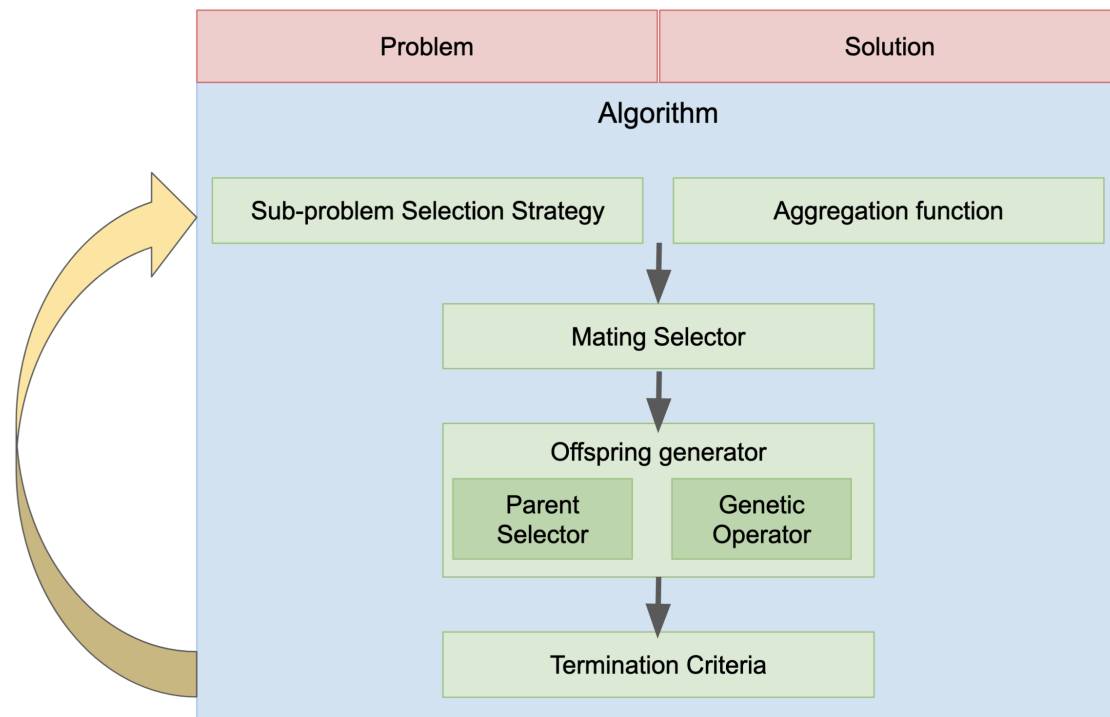 Problem
Solution
Algorithm
Sub-problem Selection Strategy
Aggregation function
Mating Selector
Offspring generator
Parent
Selector
Genetic
Operator
Termination Criteria